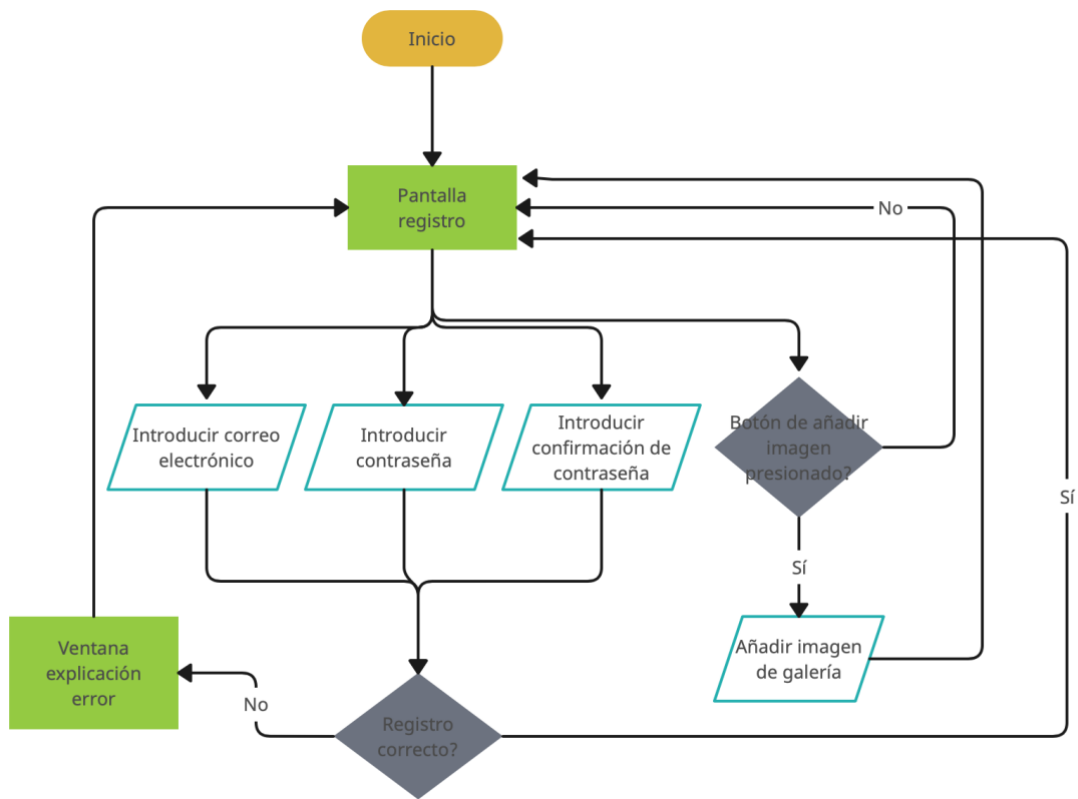 Inicio
Pantalla
registro
No
Introducir correo
electrónico
Introducir
contraseña
Introducir
confirmación de
contraseña
Botón de añadir
imagen
presionado?
Sí
Sí
Añadir imagen
de galería
Ventana
explicación
error
No
Registro
correcto?